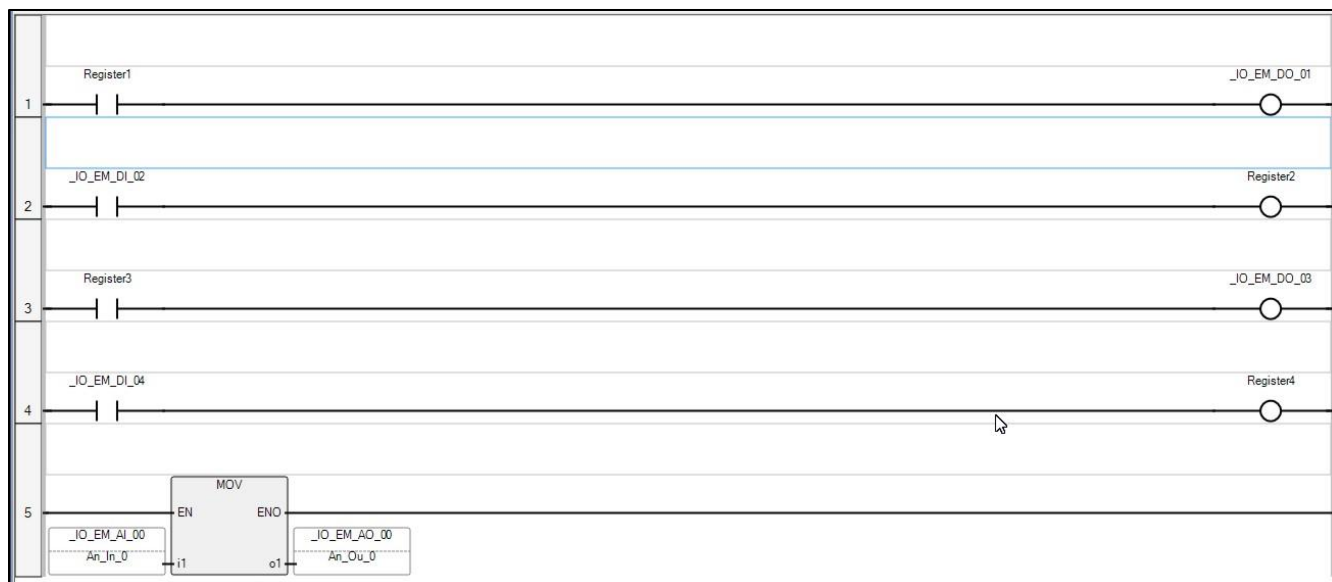 Register1 _IO_EM_DO_01
1
_IO_EM_DI_02 Register2
2
Register3 _IO_EM_DO_03
3
_IO_EM_DI_04 Register4
4
MOV
5 EN ENO
_IO_EM_AI_00 _IO_EM_AO_00
An_In_0 i1 o1 An_Ou_0